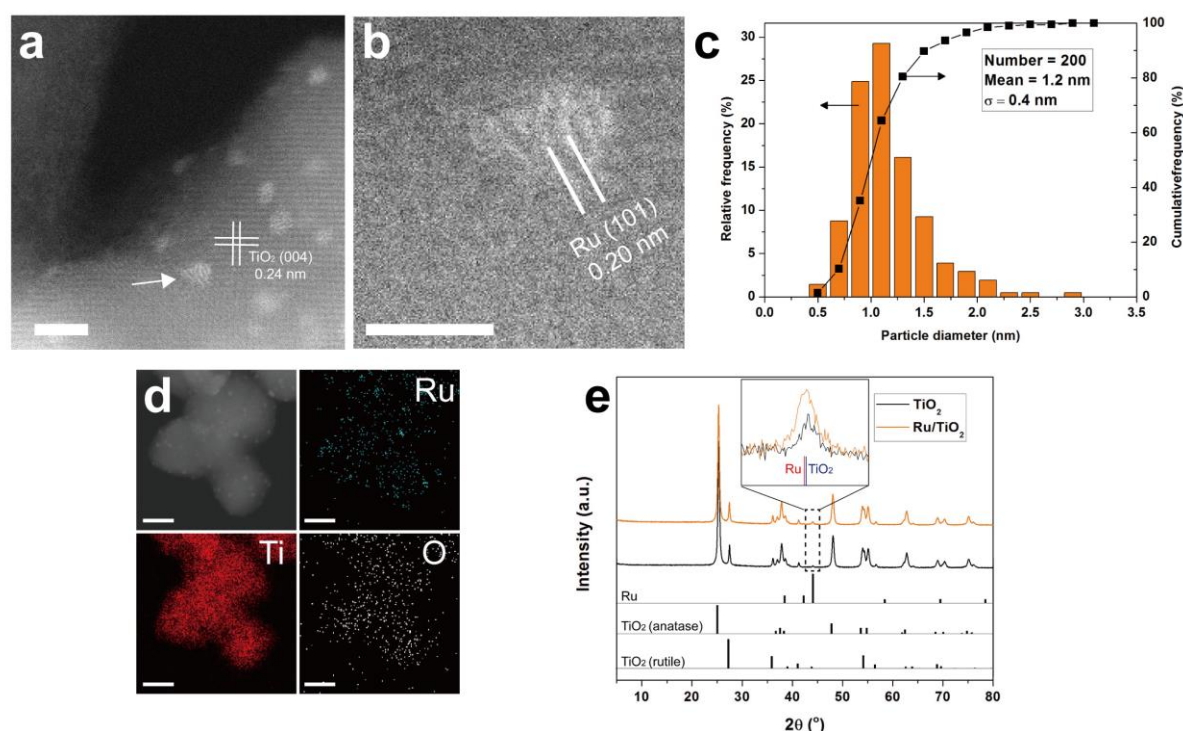 a
TiO₂ (004)
0.24 nm
b
Ru (101)
0.20 nm
c
Relative frequency (%)
30
25
20
15
10
5
0
0.0 0.5 1.0 1.5 2.0 2.5 3.0 3.5
Particle diameter (nm)
Number = 200
Mean = 1.2 nm
σ = 0.4 nm
100
80
60
40
20
0
Cumulativefrequency (%)
d
Ru
Ti
O
e
Intensity (a.u.)
Ru TiO₂
TiO₂
Ru/TiO₂
Ru
TiO₂ (anatase)
TiO₂ (rutile)
10 20 30 40 50 60 70 80
2θ (°)